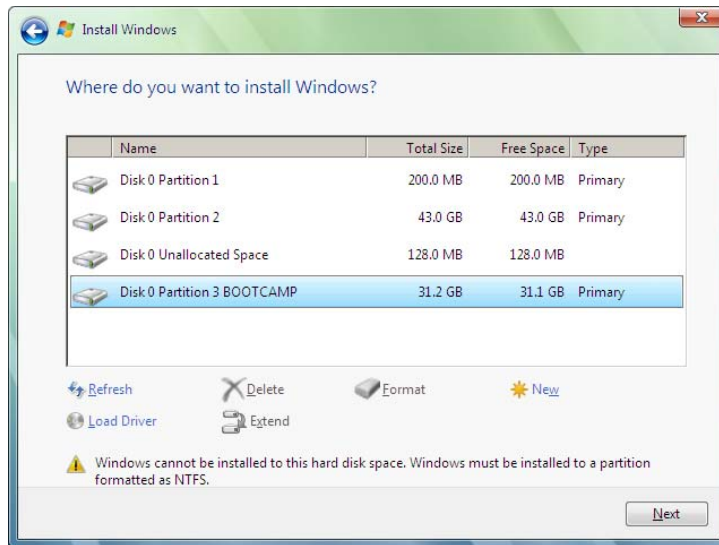 Install Windows
Where do you want to install Windows?
Name Total Size Free Space Type
Disk 0 Partition 1 200.0 MB 200.0 MB Primary
Disk 0 Partition 2 43.0 GB 43.0 GB Primary
Disk 0 Unallocated Space 128.0 MB 128.0 MB
Disk 0 Partition 3 BOOTCAMP 31.2 GB 31.1 GB Primary
Refresh Delete Format New
Load Driver Extend
Windows cannot be installed to this hard disk space. Windows must be installed to a partition
formatted as NTFS.
Next